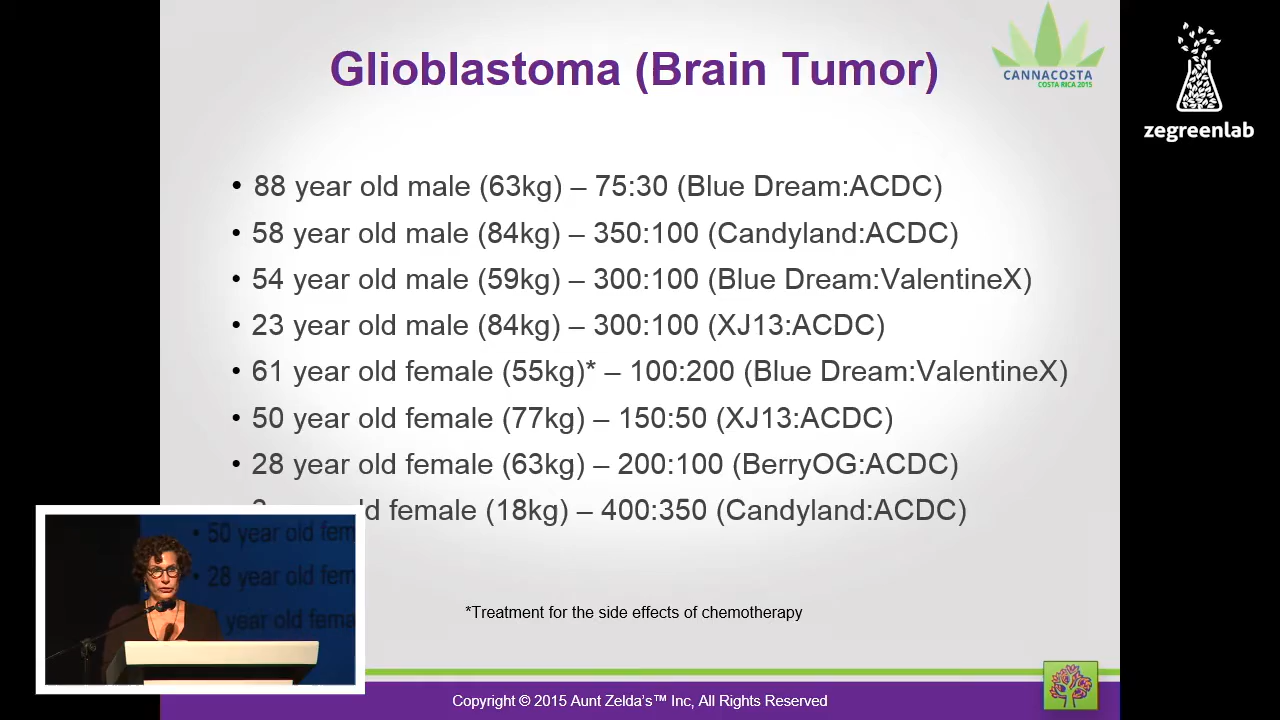 Glioblastoma (Brain Tumor)
CANNACOSTA
COSTA RICA 2015
zegreenlab
• 88 year old male (63kg) – 75:30 (Blue Dream:ACDC)
• 58 year old male (84kg) – 350:100 (Candyland:ACDC)
• 54 year old male (59kg) – 300:100 (Blue Dream:ValentineX)
• 23 year old male (84kg) – 300:100 (XJ13:ACDC)
• 61 year old female (55kg)* – 100:200 (Blue Dream:ValentineX)
• 50 year old female (77kg) – 150:50 (XJ13:ACDC)
• 28 year old female (63kg) – 200:100 (BerryOG:ACDC)
female (18kg) – 400:350 (Candyland:ACDC)
• 50 year old fem
• 28 year old fem
year old fema
*Treatment for the side effects of chemotherapy
Copyright © 2015 Aunt Zelda's™ Inc, All Rights Reserved